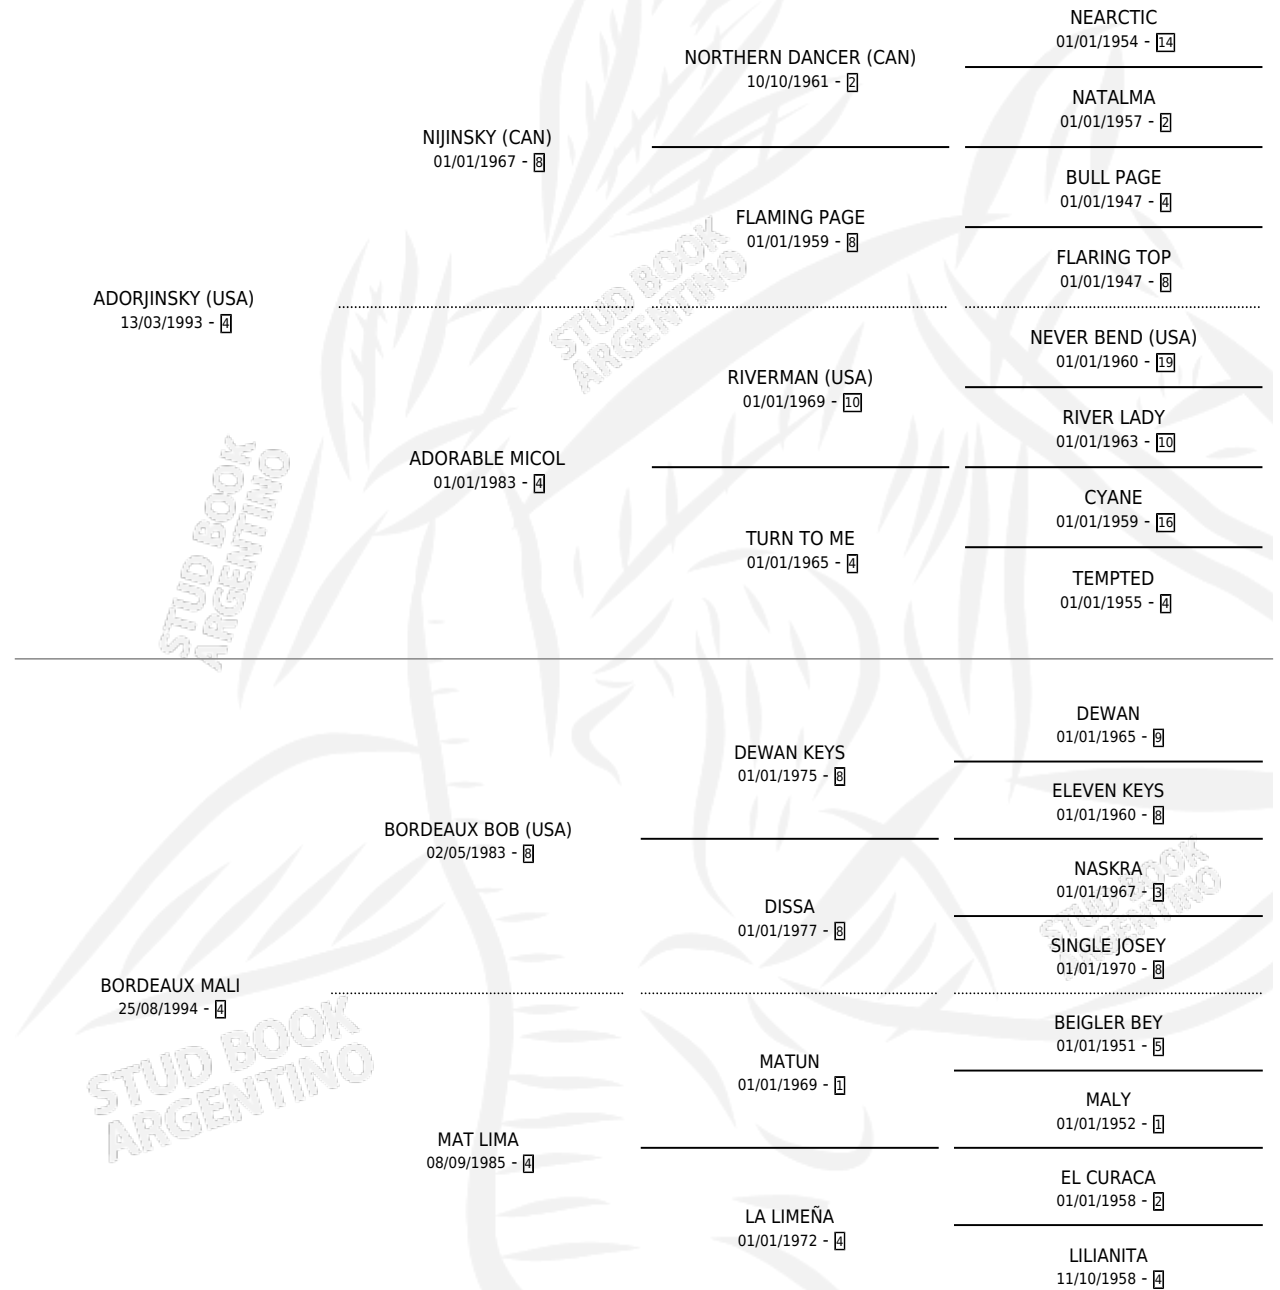 NEARCTIC
01/01/1954 - 14
NORTHERN DANCER (CAN)
10/10/1961 - 2
NATALMA
01/01/1957 - 2
NIJINSKY (CAN)
01/01/1967 - 8
BULL PAGE
01/01/1947 - 4
FLAMING PAGE
01/01/1959 - 8
FLARING TOP
01/01/1947 - 8
ADORJINSKY (USA)
13/03/1993 - 4
NEVER BEND (USA)
01/01/1960 - 19
RIVERMAN (USA)
01/01/1969 - 10
RIVER LADY
01/01/1963 - 10
ADORABLE MICOL
01/01/1983 - 4
CYANE
01/01/1959 - 16
TURN TO ME
01/01/1965 - 4
TEMPTED
01/01/1955 - 4
DEWAN
01/01/1965 - 9
DEWAN KEYS
01/01/1975 - 8
ELEVEN KEYS
01/01/1960 - 8
BORDEAUX BOB (USA)
02/05/1983 - 8
NASKRA
01/01/1967 - 3
DISSA
01/01/1977 - 8
SINGLE JOSEY
01/01/1970 - 8
BORDEAUX MALI
25/08/1994 - 4
BEIGLER BEY
01/01/1951 - 5
MATUN
01/01/1969 - 1
MALY
01/01/1952 - 1
MAT LIMA
08/09/1985 - 4
EL CURACA
01/01/1958 - 2
LA LIMEÑA
01/01/1972 - 4
LILIANITA
11/10/1958 - 4
STUD BOOK
ARGENTINO
STUD BOOK
ARGENTINO
STUD BOOK
ARGENTINO
STUD BOOK
ARGENTINO